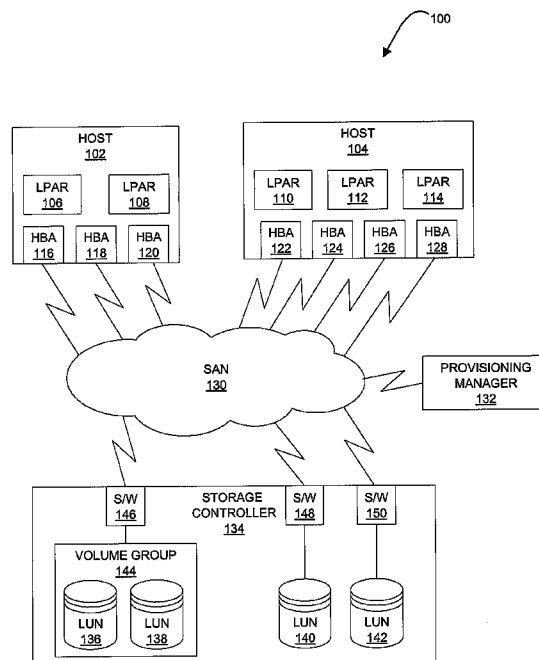 100
HOST
102
LPAR
106
LPAR
108
HBA
116
HBA
118
HBA
120
HOST
104
LPAR
110
LPAR
112
LPAR
114
HBA
122
HBA
124
HBA
126
HBA
128
SAN
130
PROVISIONING
MANAGER
132
S/W
146
STORAGE
CONTROLLER
134
S/W
148
S/W
150
VOLUME GROUP
144
LUN
136
LUN
138
LUN
140
LUN
142